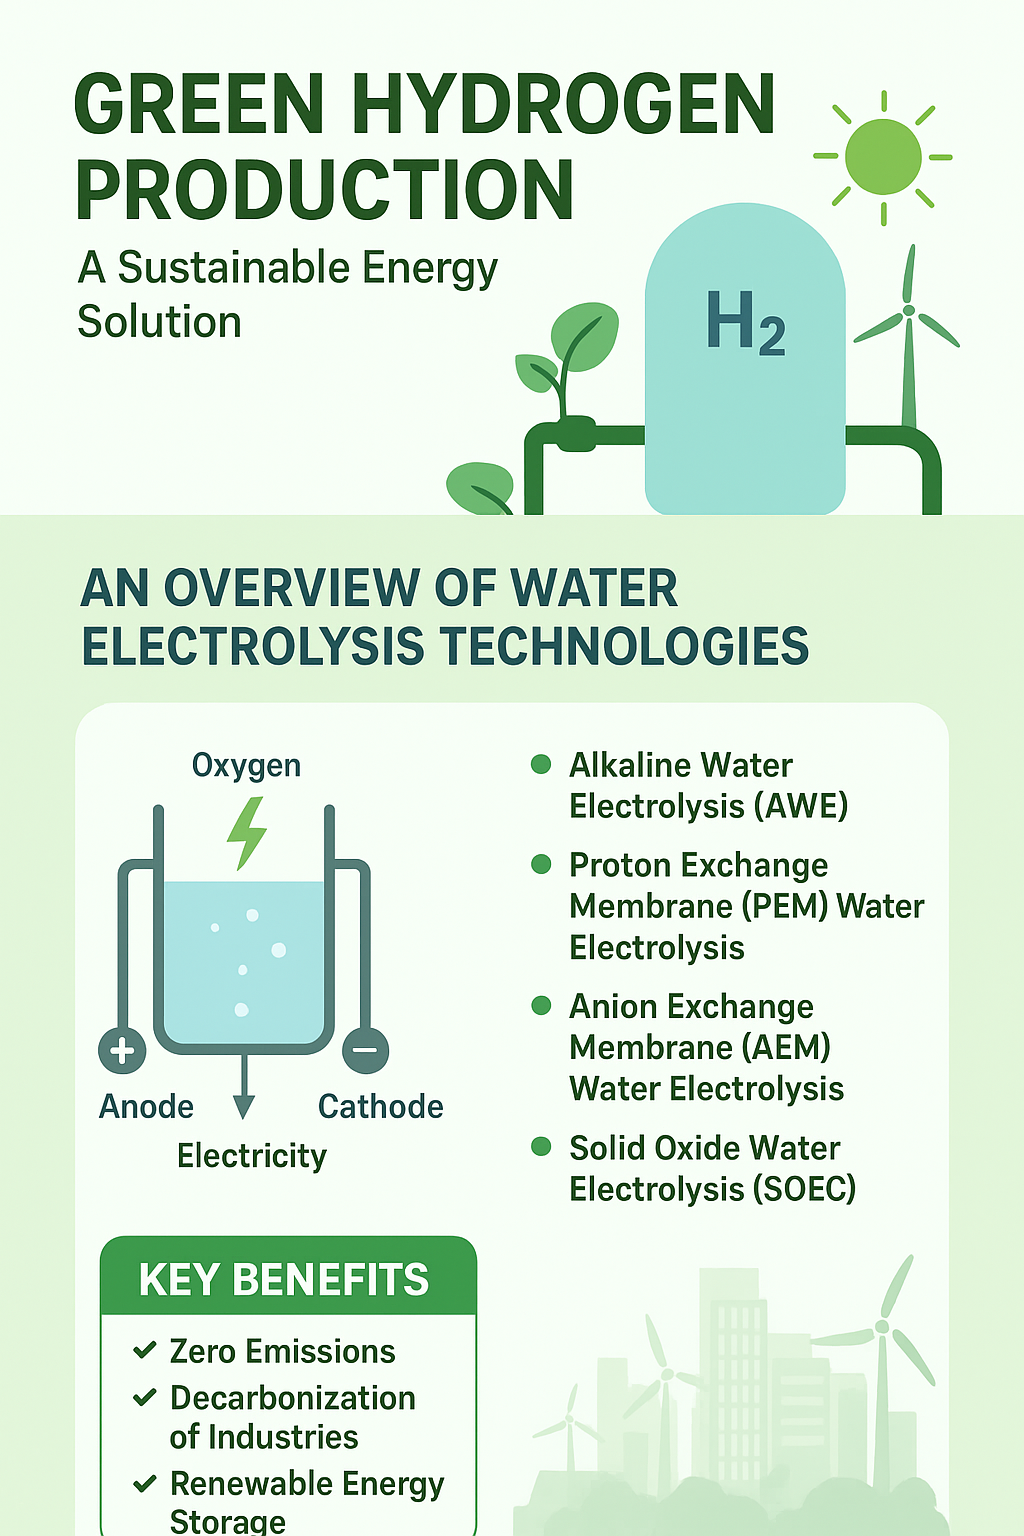 GREEN HYDROGEN
PRODUCTION
A Sustainable Energy
Solution
H₂
AN OVERVIEW OF WATER
ELECTROLYSIS TECHNOLOGIES
Oxygen
+
−
Anode
Cathode
Electricity
Alkaline Water
Electrolysis (AWE)
Proton Exchange
Membrane (PEM) Water
Electrolysis
Anion Exchange
Membrane (AEM)
Water Electrolysis
Solid Oxide Water
Electrolysis (SOEC)
KEY BENEFITS
Zero Emissions
Decarbonization
of Industries
Renewable Energy
Storage